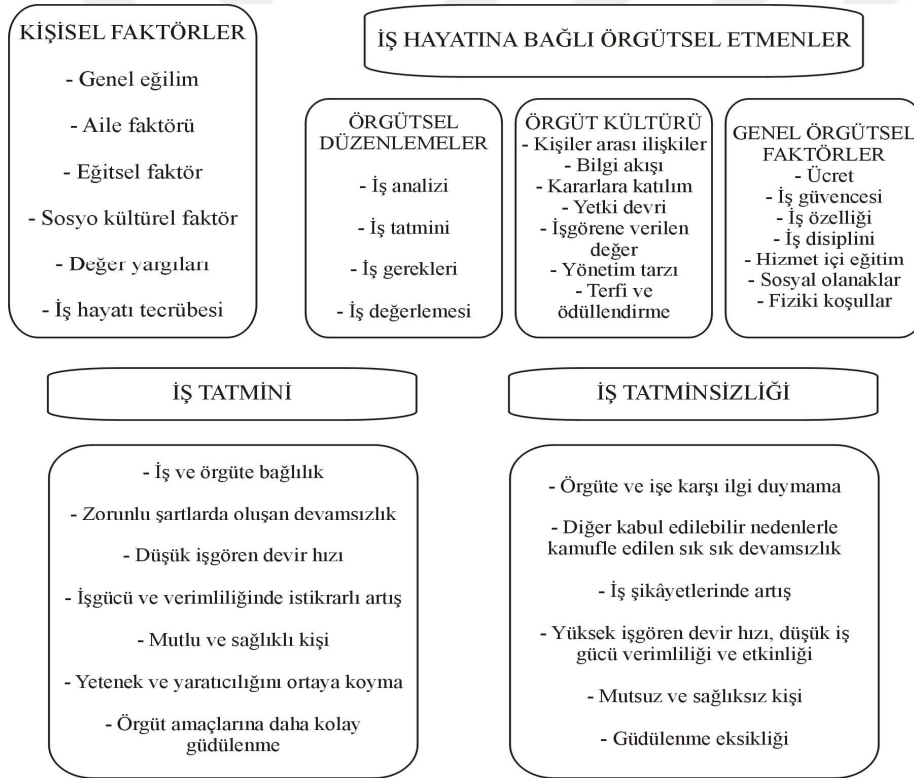 KİŞİSEL FAKTÖRLER
- Genel eğilim
- Aile faktörü
- Eğitsel faktör
- Sosyo kültürel faktör
- Değer yargıları
- İş hayatı tecrübesi
İŞ HAYATINA BAĞLI ÖRGÜTSEL ETMENLER
ÖRGÜTSEL
DÜZENLEMELER
- İş analizi
- İş tatmini
- İş gerekleri
- İş değerlemesi
ÖRGÜT KÜLTÜRÜ
- Kişiler arası ilişkiler
- Bilgi akışı
- Kararlara katılım
- Yetki devri
- İşgörene verilen
değer
- Yönetim tarzı
- Terfi ve
ödüllendirme
GENEL ÖRGÜTSEL
FAKTÖRLER
- Ücret
- İş güvencesi
- İş özelliği
- İş disiplini
- Hizmet içi eğitim
- Sosyal olanaklar
- Fiziki koşullar
İŞ TATMİNİ
- İş ve örgüte bağlılık
- Zorunlu şartlarda oluşan devamsızlık
- Düşük işgören devir hızı
- İşgücü ve verimliliğinde istikrarlı artış
- Mutlu ve sağlıklı kişi
- Yetenek ve yaratıcılığını ortaya koyma
- Örgüt amaçlarına daha kolay
güdülenme
İŞ TATMİNSİZLİĞİ
- Örgüte ve işe karşı ilgi duymama
- Diğer kabul edilebilir nedenlerle
kamufle edilen sık sık devamsızlık
- İş şikâyetlerinde artış
- Yüksek işgören devir hızı, düşük iş
gücü verimliliği ve etkinliği
- Mutsuz ve sağlıksız kişi
- Güdülenme eksikliği